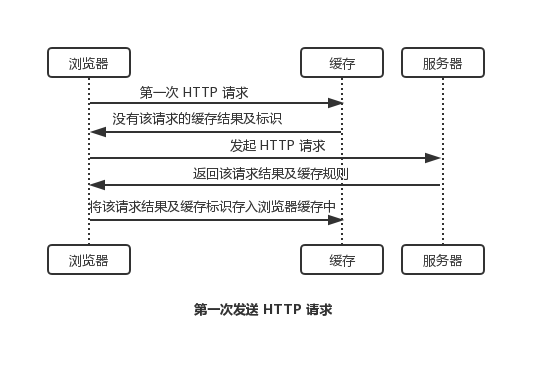 浏览器
缓存
服务器
第一次 HTTP 请求
没有该请求的缓存结果及标识
发起 HTTP 请求
返回该请求结果及缓存规则
将该请求结果及缓存标识存入浏览器缓存中
浏览器
缓存
服务器
第一次发送 HTTP 请求